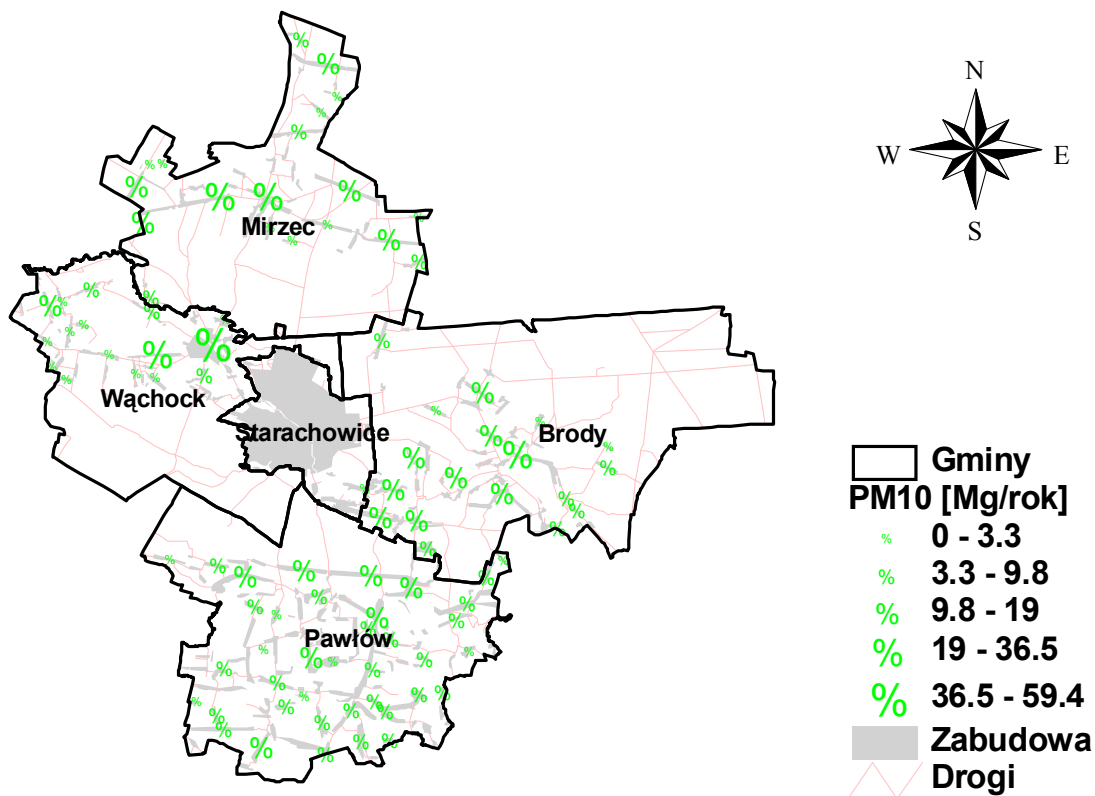 N
W E
S
Mirzec
Wąchock
Starachowice
Brody
Pawłów
Gminy
PM10 [Mg/rok]
% 0 - 3.3
% 3.3 - 9.8
% 9.8 - 19
% 19 - 36.5
% 36.5 - 59.4
Zabudowa
Drogi